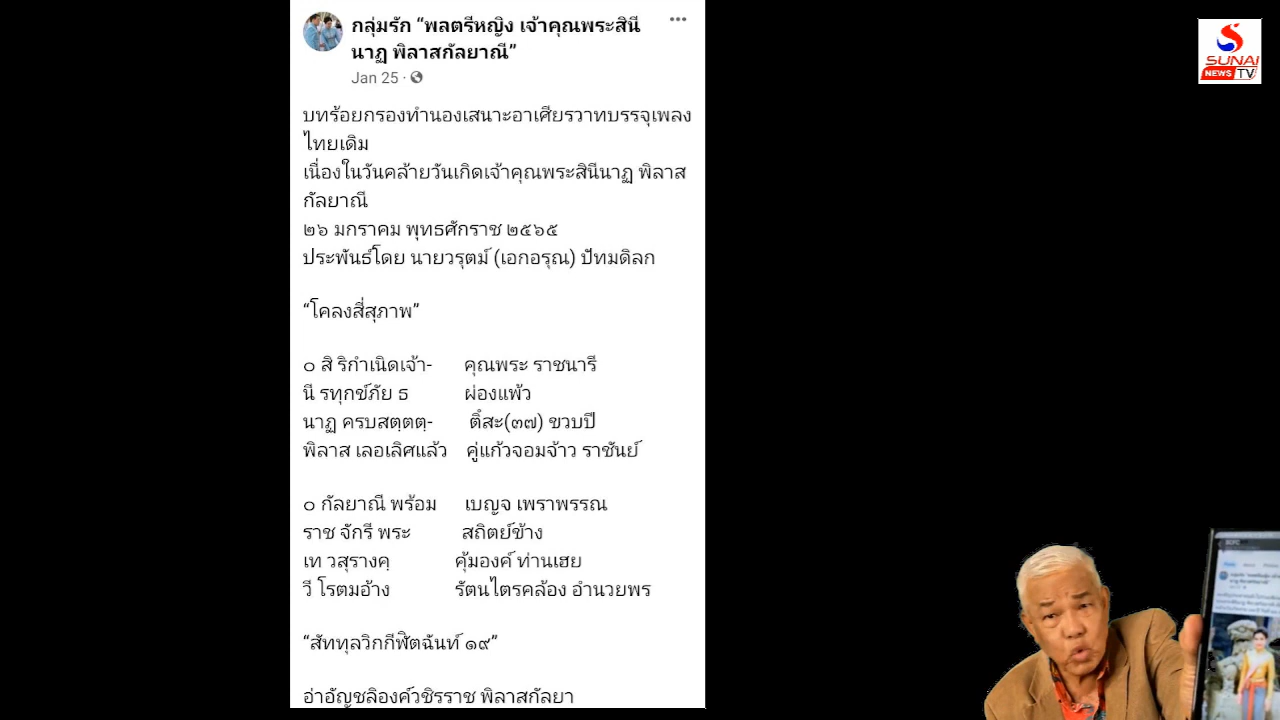 กลุ่มรัก “พลตรีหญิง เจ้าคุณพระสินี
นาฏ พิลาสกัลยาณี”
Jan 25 ·
บทร้อยกรองทำนองเสนาะอาเศียรวาทบรรจุเพลง
ไทยเดิม
เนื่องในวันคล้ายวันเกิดเจ้าคุณพระสินีนาฏ พิลาส
กัลยาณี
๒๖ มกราคม พุทธศักราช ๒๕๖๕
ประพันธ์โดย นายวรุตม์ (เอกอรุณ) ปัทมดิลก
“โคลงสี่สุภาพ”
๐ สิ ริกำเนิดเจ้า- คุณพระ ราชนารี
นี รทุกข์ภัย ธ ผ่องแพ้ว
นาฏ ครบสตฺตตฺ- ติํสะ(๓๗) ขวบปี
พิลาส เลอเลิศแล้ว คู่แก้วจอมจ้าว ราชันย์
๐ กัลยาณี พร้อม เบญจ เพราพรรณ
ราช จักรี พระ สถิตย์ข้าง
เท วสุรางคฺ คุ้มองค์ ท่านเฮย
วี โรตมอ้าง รัตนไตรคล้อง อำนวยพร
“สัททุลวิกกีฬิตฉันท์ ๑๙”
อ่าอัญชลิองค์วชิรราช พิลาสกัลยา
SUNAI
NEWS TV